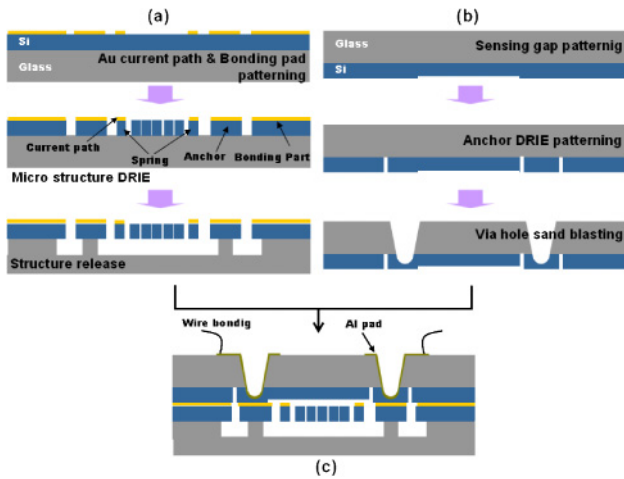 (a)
Si
Glass
Au current path & Bonding pad
patterning
Current path
Spring
Anchor
Bonding Part
Micro structure DRIE
Structure release
(b)
Glass
Sensing gap patternig
Si
Anchor DRIE patterning
Via hole sand blasting
Wire bondig
Al pad
(c)